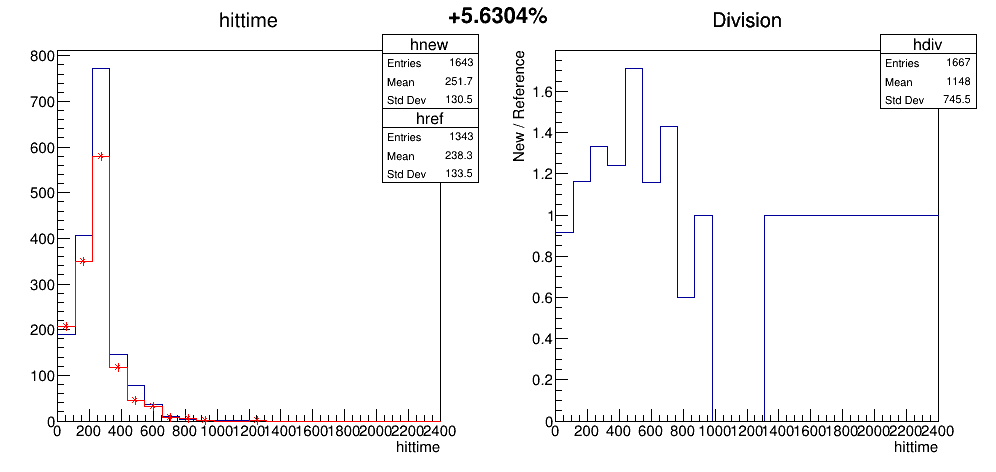 +5.6304%
hittime
hnew
Entries 1643
Mean 251.7
Std Dev 130.5
href
Entries 1343
Mean 238.3
Std Dev 133.5
800
700
600
500
400
300
200
100
0
0 200 400 600 800 1000 1200 1400 1600 1800 2000 2200 2400
hittime
Division
hdiv
Entries 1667
Mean 1148
Std Dev 745.5
New / Reference
1.6
1.4
1.2
1
0.8
0.6
0.4
0.2
0
0 200 400 600 800 1000 1200 1400 1600 1800 2000 2200 2400
hittime